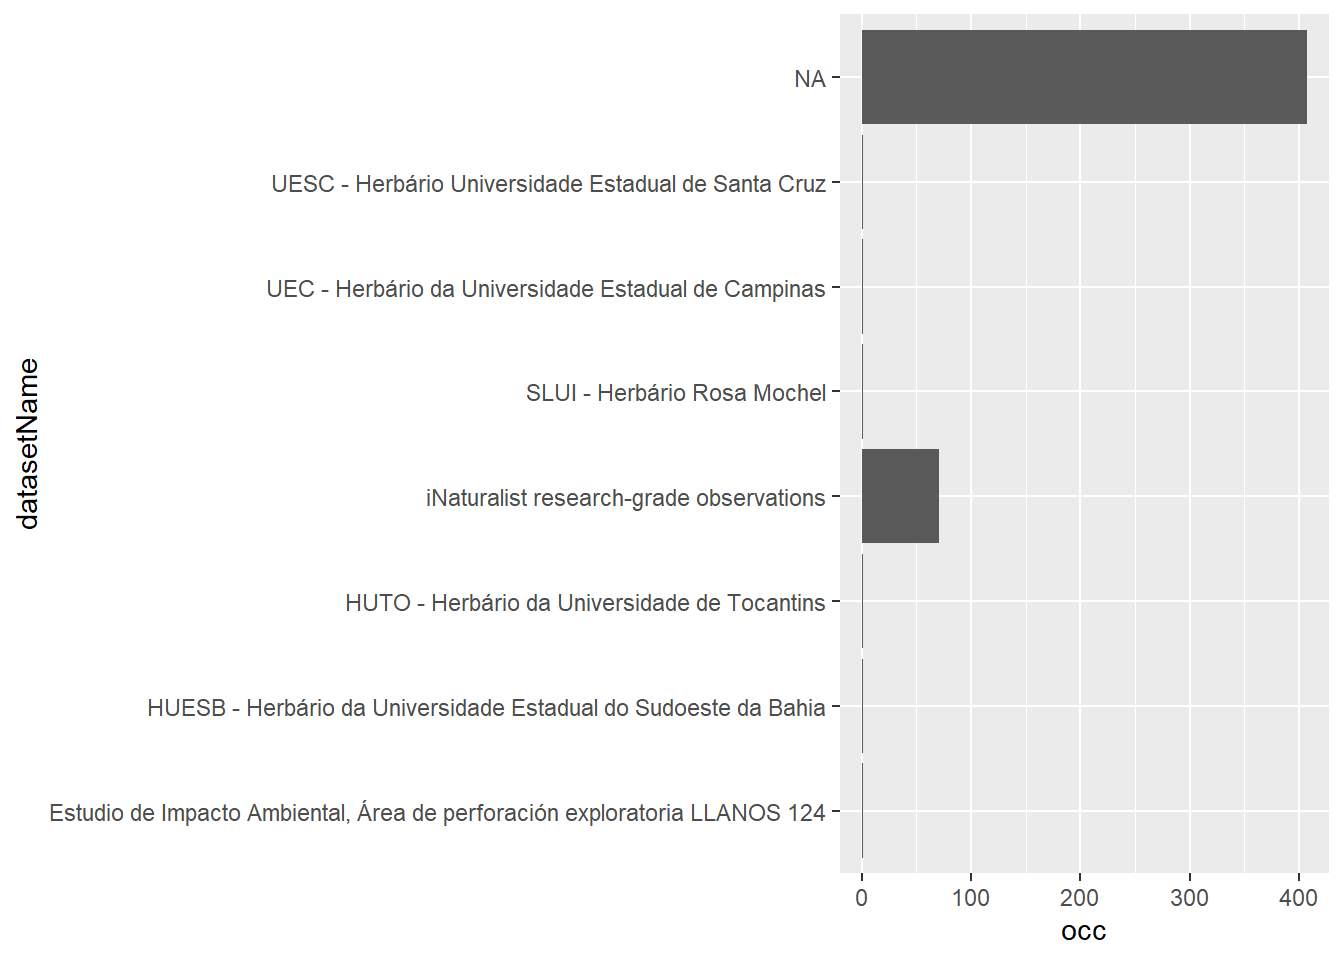 NA
UESC - Herbário Universidade Estadual de Santa Cruz
UEC - Herbário da Universidade Estadual de Campinas
SLUI - Herbário Rosa Mochel
iNaturalist research-grade observations
HUTO - Herbário da Universidade de Tocantins
HUESB - Herbário da Universidade Estadual do Sudoeste da Bahia
Estudio de Impacto Ambiental, Área de perforación exploratoria LLANOS 124
datasetName
0 100 200 300 400
occ